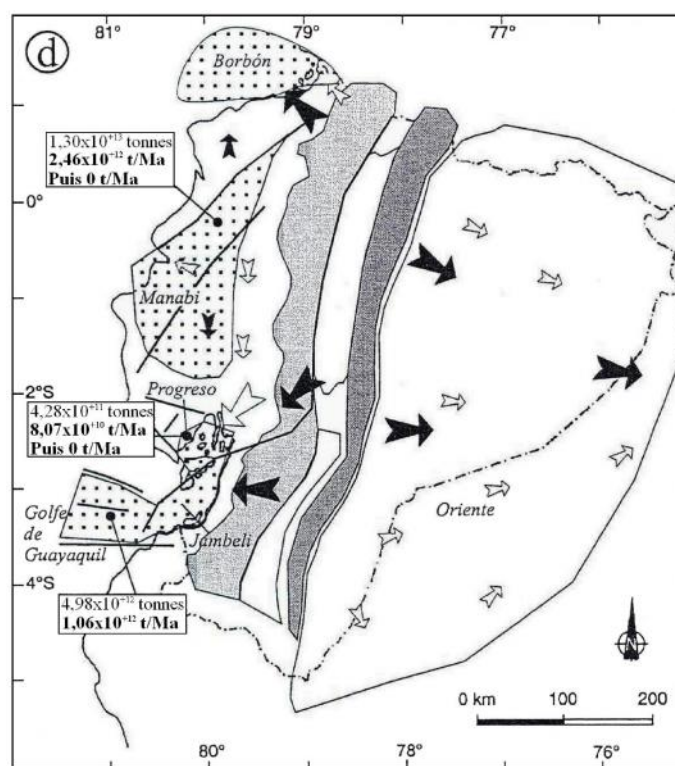 81°
79°
77°
d
Borbón
1,30x10⁺¹³ tonnes
2,46x10⁺¹² t/Ma
Puis 0 t/Ma
0°
Manabi
Progreso
2°S
4,28x10⁺¹¹ tonnes
8,07x10⁺¹⁰ t/Ma
Puis 0 t/Ma
Golfe
de
Guayaquil
Jambeli
Oriente
4°S
4,98x10⁺¹² tonnes
1,06x10⁺¹² t/Ma
N
0 km 100 200
80°
78°
76°